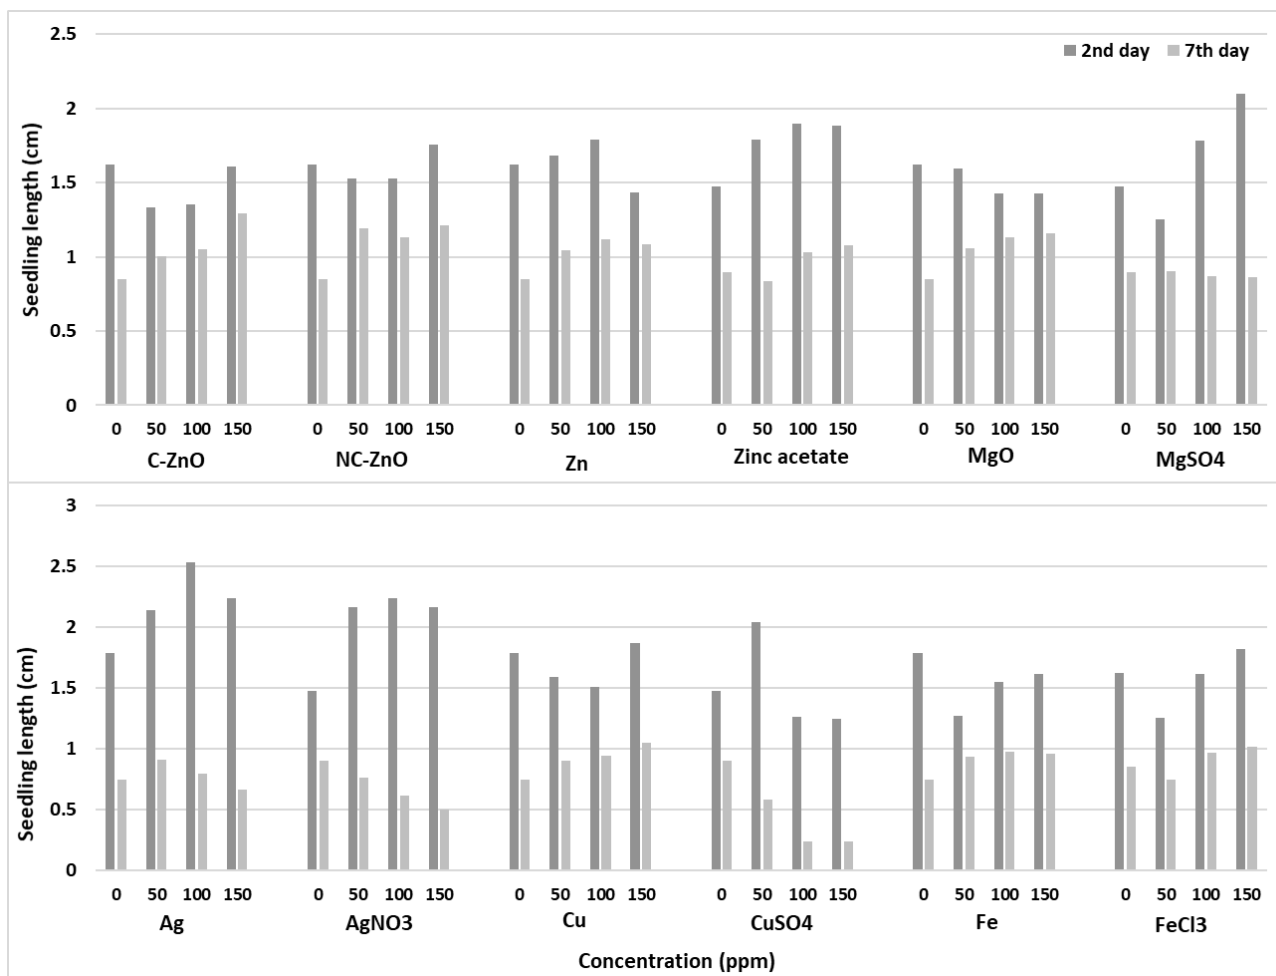 2.5
2nd day 7th day
2
1.5
1
0.5
0
Seedling length (cm)
0 50 100 150 0 50 100 150 0 50 100 150 0 50 100 150 0 50 100 150 0 50 100 150
C-ZnO NC-ZnO Zn Zinc acetate MgO MgSO4
3
2.5
2
1.5
1
0.5
0
Seedling length (cm)
0 50 100 150 0 50 100 150 0 50 100 150 0 50 100 150 0 50 100 150 0 50 100 150
Ag AgNO3 Cu CuSO4 Fe FeCl3
Concentration (ppm)